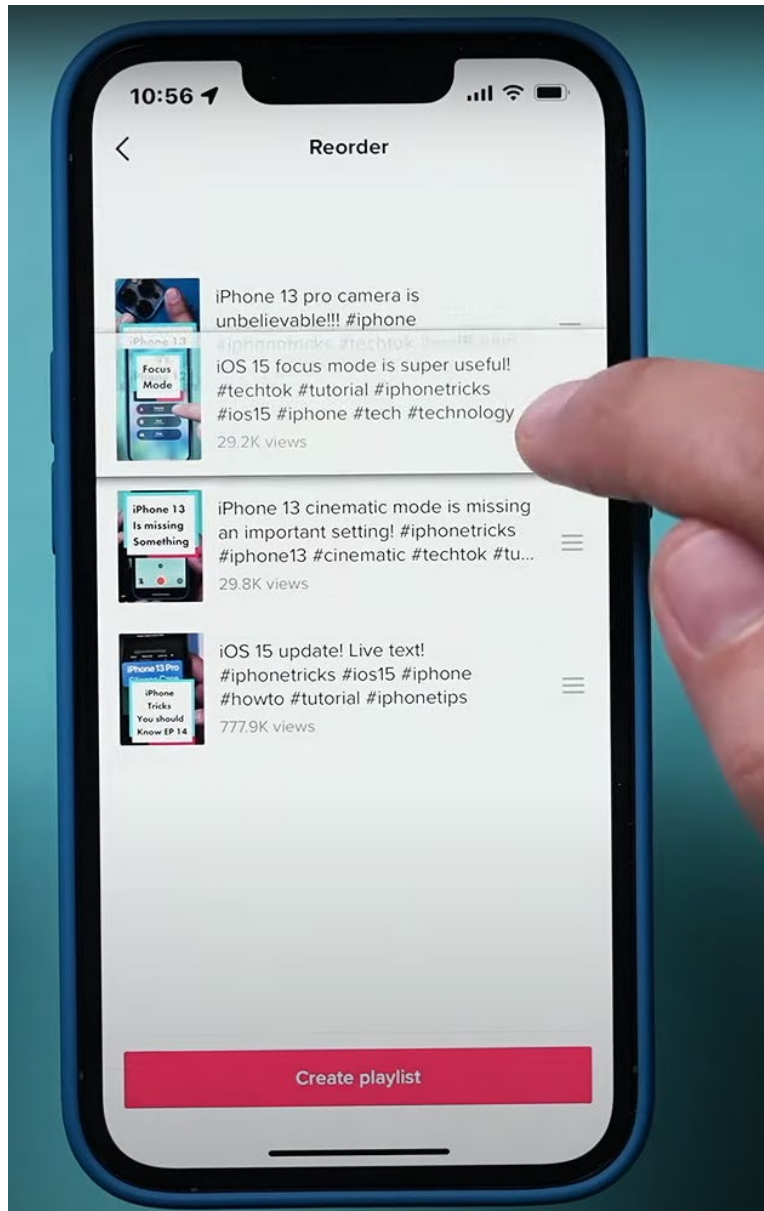 10:56
Reorder
iPhone 13 pro camera is
unbelievable!!! #iphone
#iphonetricks #techtok
iPhone 13
Focus
Mode
iOS 15 focus mode is super useful!
#techtok #tutorial #iphonetricks
#ios15 #iphone #tech #technology
29.2K views
iPhone 13
Is missing
Something
iPhone 13 cinematic mode is missing
an important setting! #iphonetricks
#iphone13 #cinematic #techtok #tu...
29.8K views
iPhone 13 Pro
iPhone
Tricks
You should
Know EP 14
iOS 15 update! Live text!
#iphonetricks #ios15 #iphone
#howto #tutorial #iphonetips
777.9K views
Create playlist